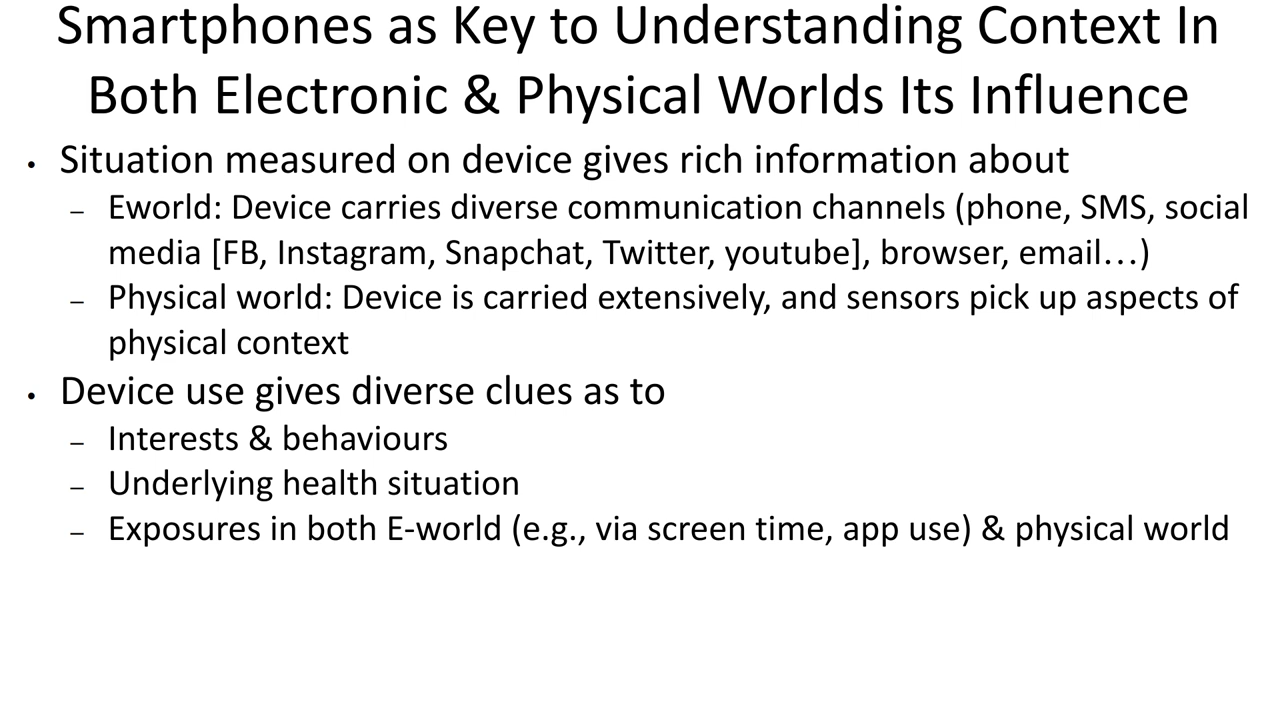 Smartphones as Key to Understanding Context In
Both Electronic & Physical Worlds Its Influence
• Situation measured on device gives rich information about
– Eworld: Device carries diverse communication channels (phone, SMS, social
media [FB, Instagram, Snapchat, Twitter, youtube], browser, email…)
– Physical world: Device is carried extensively, and sensors pick up aspects of
physical context
• Device use gives diverse clues as to
– Interests & behaviours
– Underlying health situation
– Exposures in both E-world (e.g., via screen time, app use) & physical world